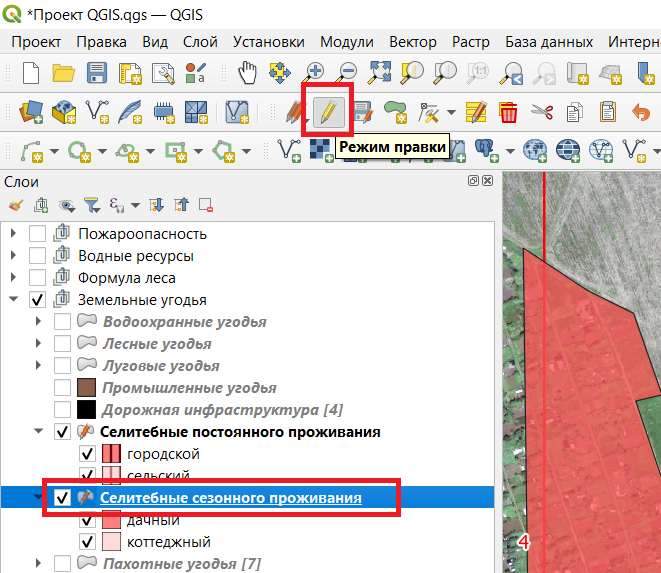 *Проект QGIS.qgs — QGIS
Проект Правка Вид Слой Установки Модули Вектор Растр База данных Интерн
1:1
Режим правки
Слои
Пожароопасность
Водные ресурсы
Формула леса
Земельные угодья
Водоохранные угодья
Лесные угодья
Луговые угодья
Промышленные угодья
Дорожная инфраструктура [4]
Селитебные постоянного проживания
городской
сельский
Селитебные сезонного проживания
дачный
коттеджный
4
Пахотные угодья [7]